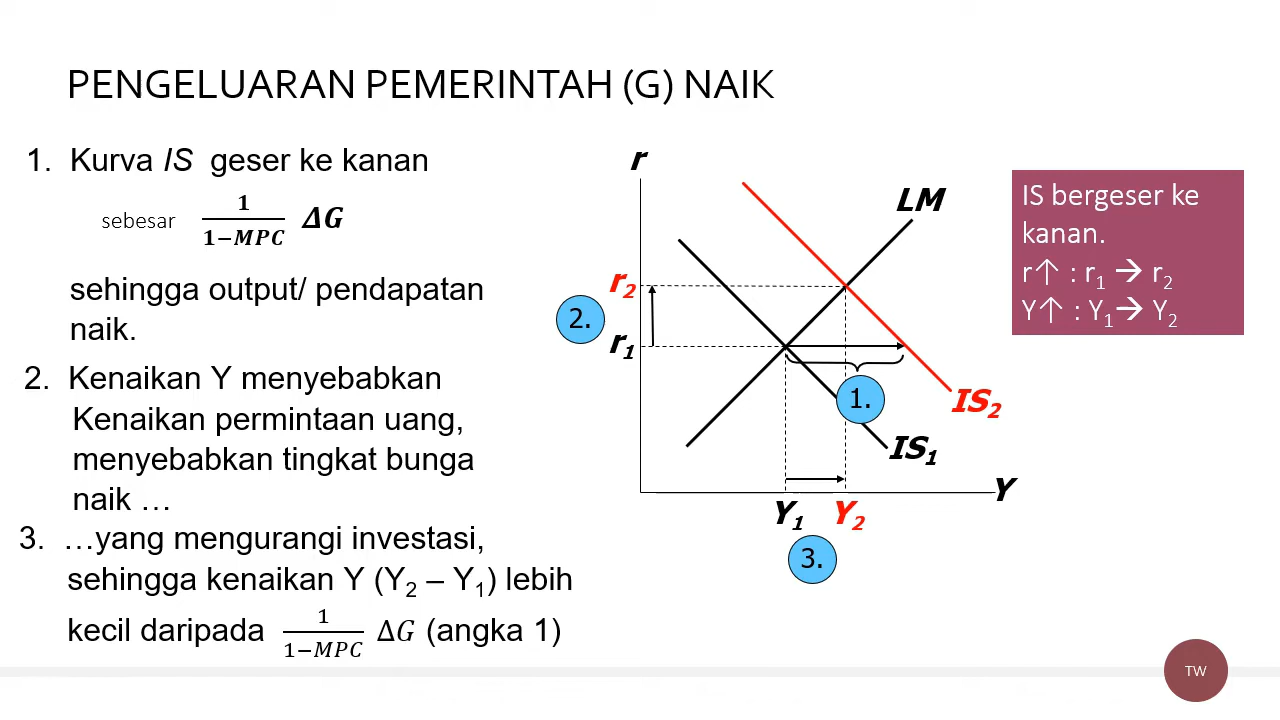 PENGELUARAN PEMERINTAH (G) NAIK
1. Kurva IS geser ke kanan
sebesar 1/(1−MPC) ΔG
sehingga output/ pendapatan
naik.
2. Kenaikan Y menyebabkan
Kenaikan permintaan uang,
menyebabkan tingkat bunga
naik …
3. …yang mengurangi investasi,
sehingga kenaikan Y (Y₂ – Y₁) lebih
kecil daripada 1/(1−MPC) ΔG (angka 1)
r
LM
r₂
2.
r₁
1.
IS₂
IS₁
Y
Y₁ Y₂
3.
IS bergeser ke
kanan.
r↑ : r₁ → r₂
Y↑ : Y₁→ Y₂
TW